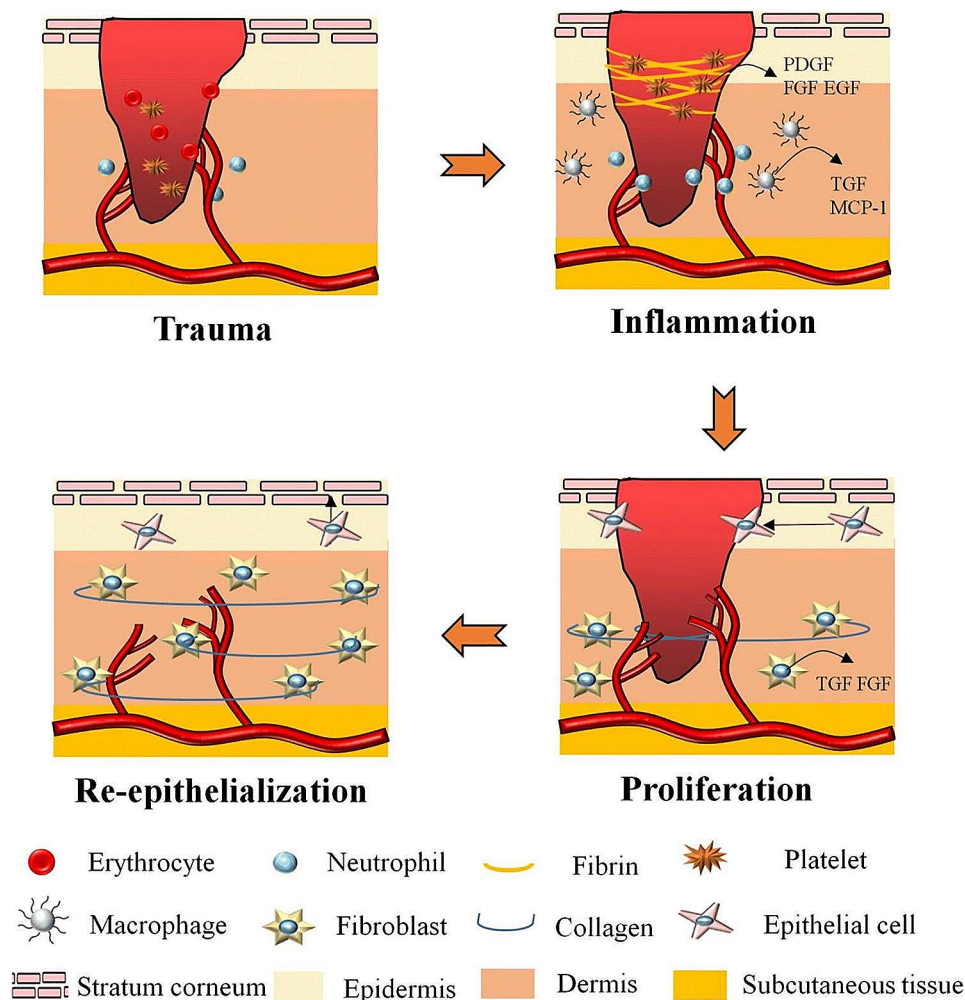 PDGF
FGF EGF
TGF
MCP-1
Trauma
Inflammation
TGF FGF
Re-epithelialization
Proliferation
Erythrocyte
Neutrophil
Fibrin
Platelet
Macrophage
Fibroblast
Collagen
Epithelial cell
Stratum corneum
Epidermis
Dermis
Subcutaneous tissue